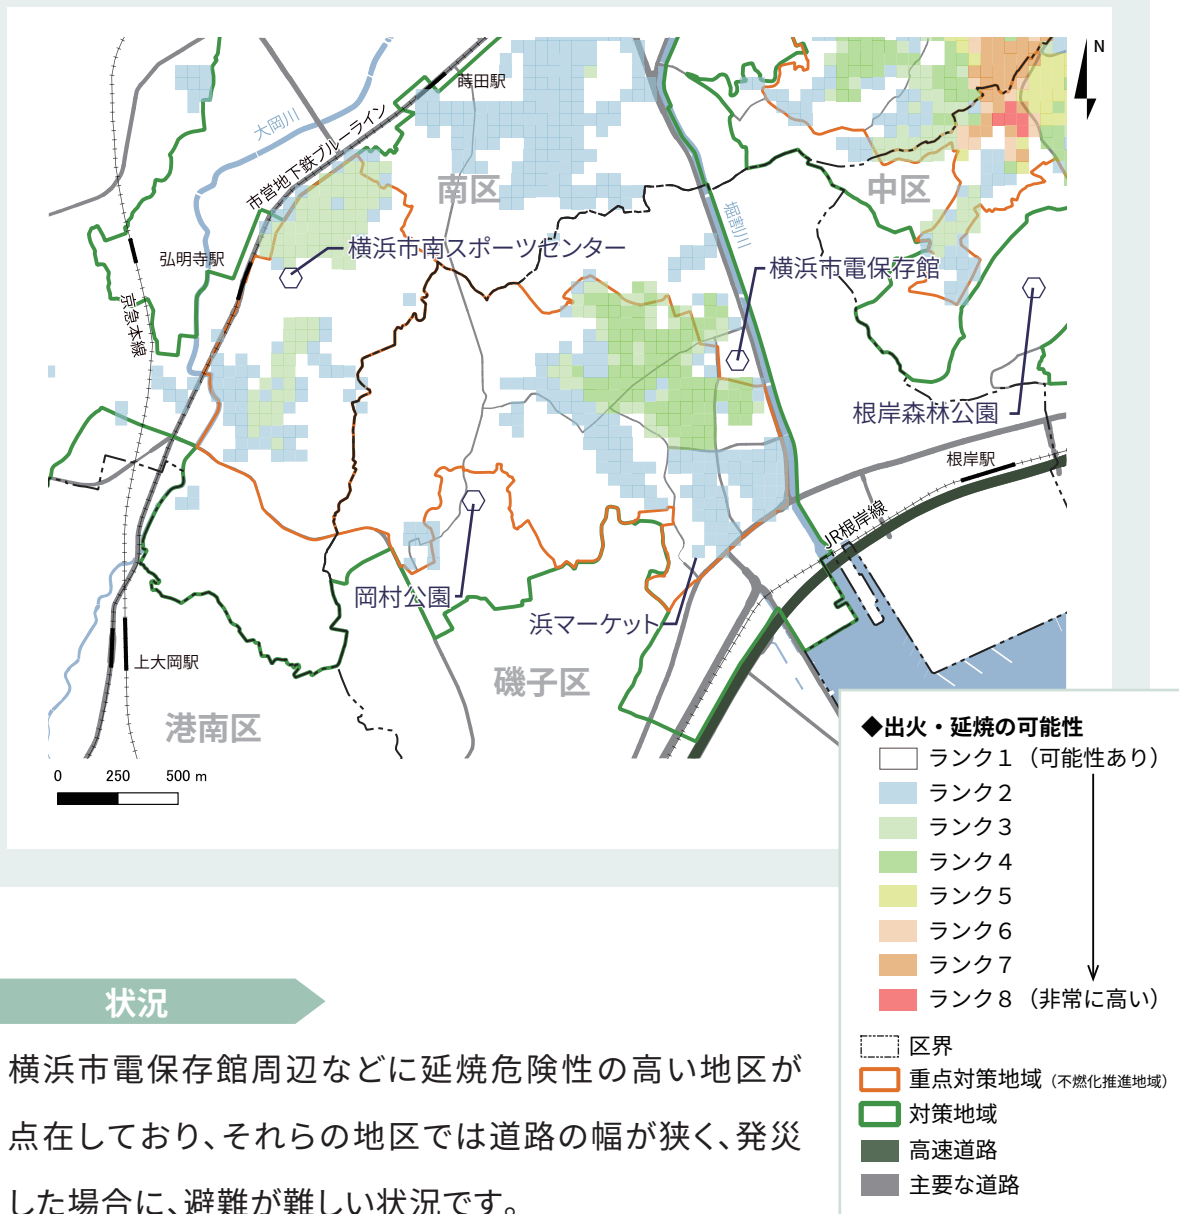 N
蒔田駅
大岡川
市営地下鉄ブルーライン
南区
中区
堀割川
弘明寺駅
横浜市南スポーツセンター
横浜市電保存館
京急本線
根岸森林公園
根岸駅
JR根岸線
岡村公園
浜マーケット
上大岡駅
磯子区
港南区
0 250 500 m
◆出火・延焼の可能性
ランク１（可能性あり）
ランク２
ランク３
ランク４
ランク５
ランク６
ランク７
ランク８（非常に高い）
区界
重点対策地域（不燃化推進地域）
対策地域
高速道路
主要な道路
状況
横浜市電保存館周辺などに延焼危険性の高い地区が
点在しており、それらの地区では道路の幅が狭く、発災
した場合に、避難が難しい状況です。